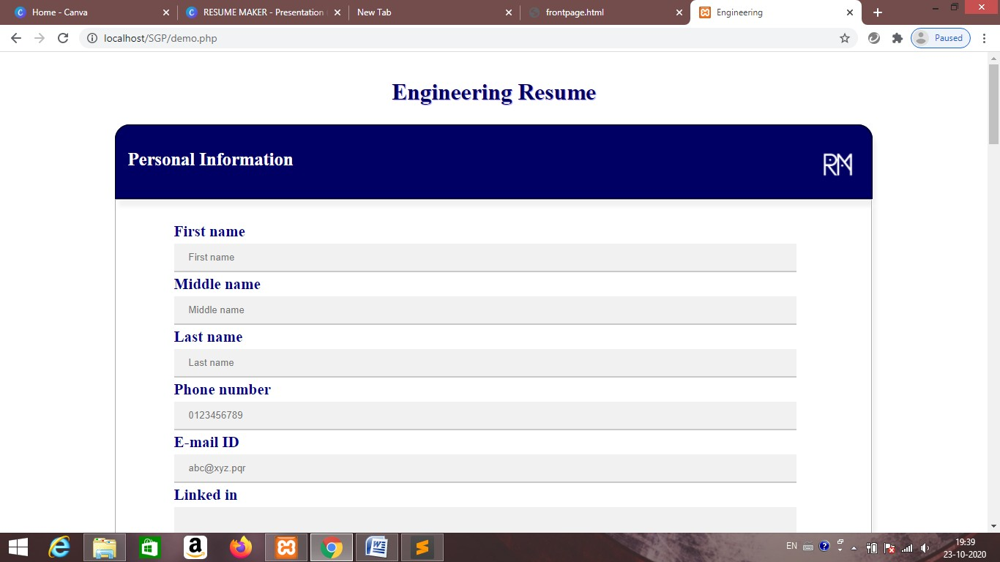 Home - Canva
RESUME MAKER - Presentation
New Tab
frontpage.html
Engineering
localhost/SGP/demo.php
Paused
Engineering Resume
Personal Information
RM
First name
First name
Middle name
Middle name
Last name
Last name
Phone number
0123456789
E-mail ID
abc@xyz.pqr
Linked in
EN
19:39
23-10-2020